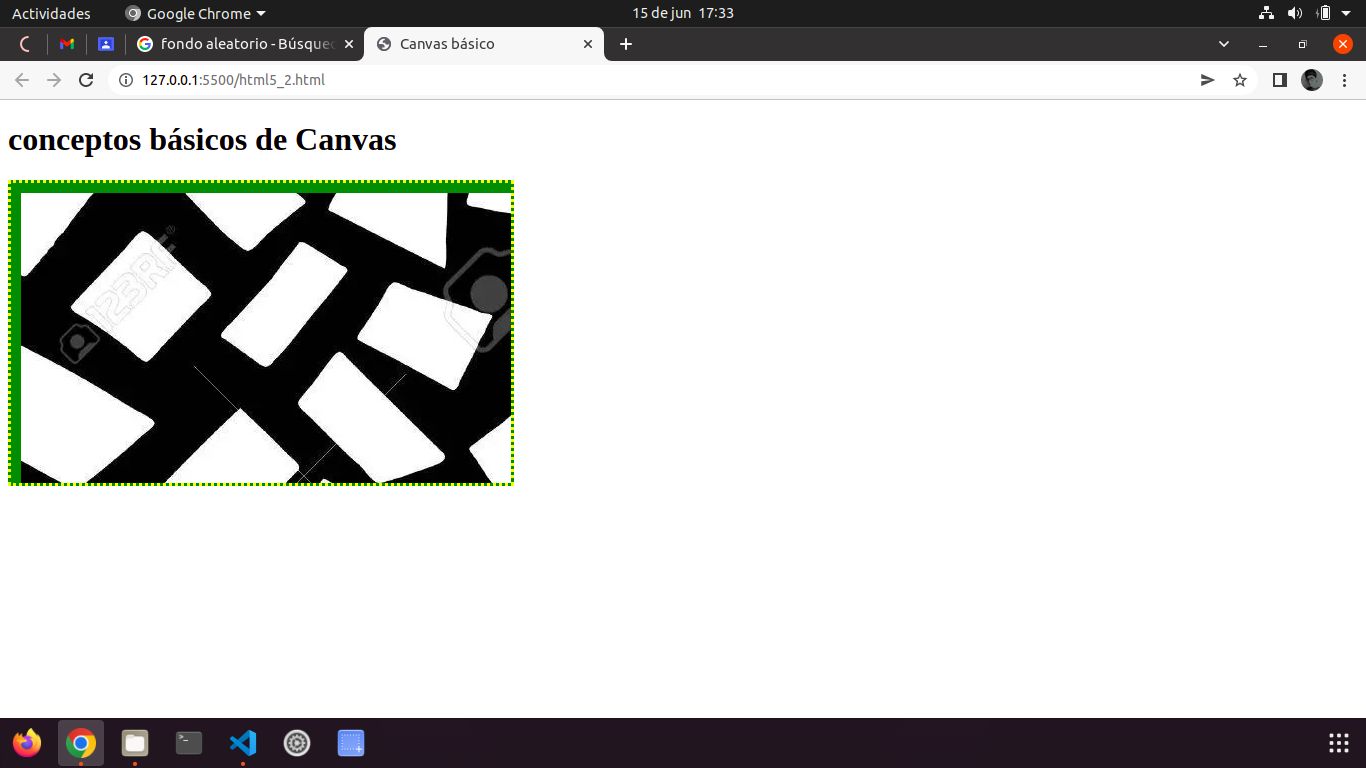 Actividades
Google Chrome
15 de jun 17:33
fondo aleatorio - Búsque
Canvas básico
127.0.0.1:5500/html5_2.html
conceptos básicos de Canvas
123RF®